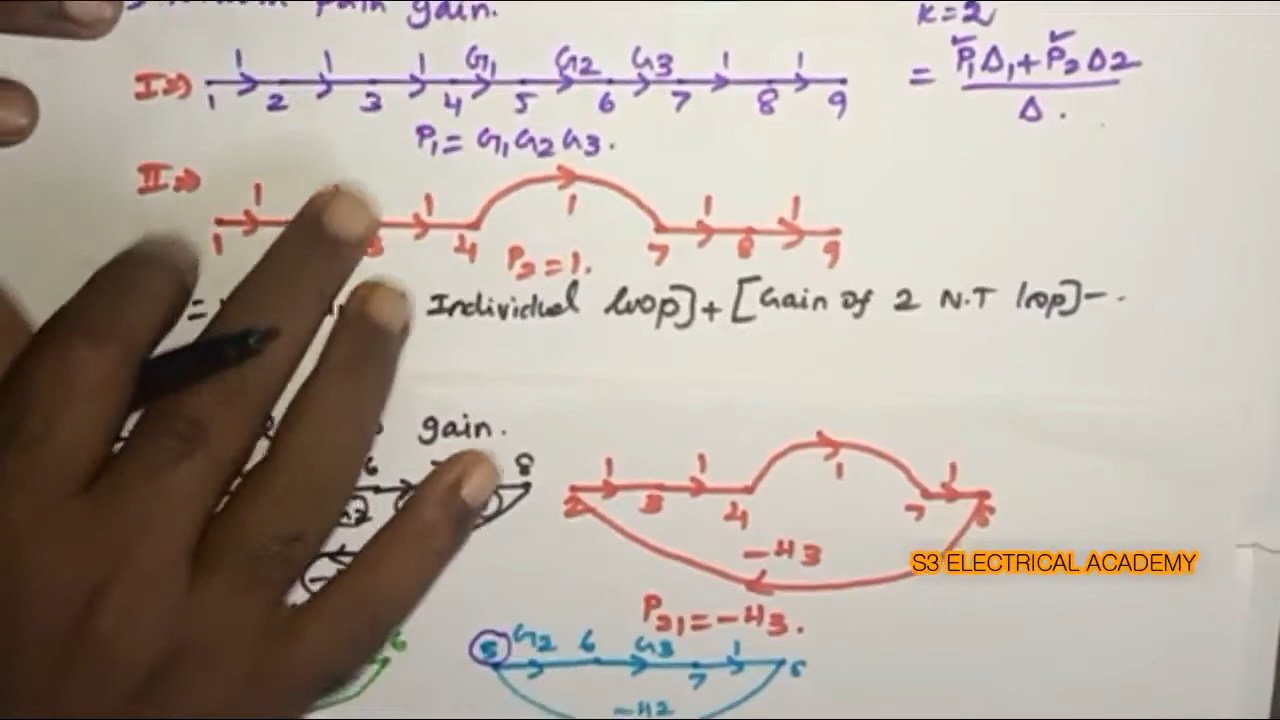 path gain.
K=2
I ⇒ 1 1 1 G1 G2 G3 1 1
1 2 3 4 5 6 7 8 9
= P1Δ1+P2Δ2
Δ.
P1= G1G2G3.
II ⇒ 1 1 1 1 1
1 3 4 7 8 9
P2=1.
= Individual loop]+[Gain of 2 N.T loop]-.
gain.
6 8
1 1 1 1
2 3 4 7 8
-H3
S3 ELECTRICAL ACADEMY
P21=-H3.
6
5 G2 6 G3 7 1 8
-H2